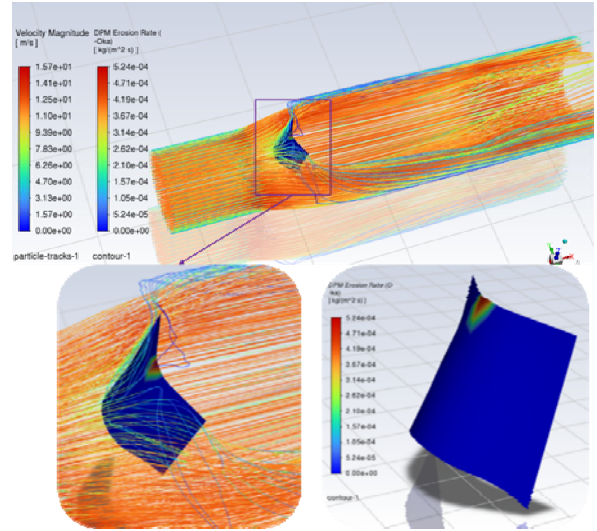 Velocity Magnitude
[ m/s ]
1.57e+01
1.41e+01
1.25e+01
1.10e+01
9.39e+00
7.83e+00
6.26e+00
4.70e+00
3.13e+00
1.57e+00
0.00e+00
particle-tracks-1
DPM Erosion Rate (
-Oka)
[ kg/(m^2 s) ]
5.24e-04
4.71e-04
4.19e-04
3.67e-04
3.14e-04
2.62e-04
2.10e-04
1.57e-04
1.05e-04
5.24e-05
0.00e+00
contour-1
DPM Erosion Rate (O
ka)
[ kg/(m^2 s) ]
5.24e-04
4.71e-04
4.19e-04
3.67e-04
3.14e-04
2.62e-04
2.10e-04
1.57e-04
1.05e-04
5.24e-05
0.00e+00
contour-1